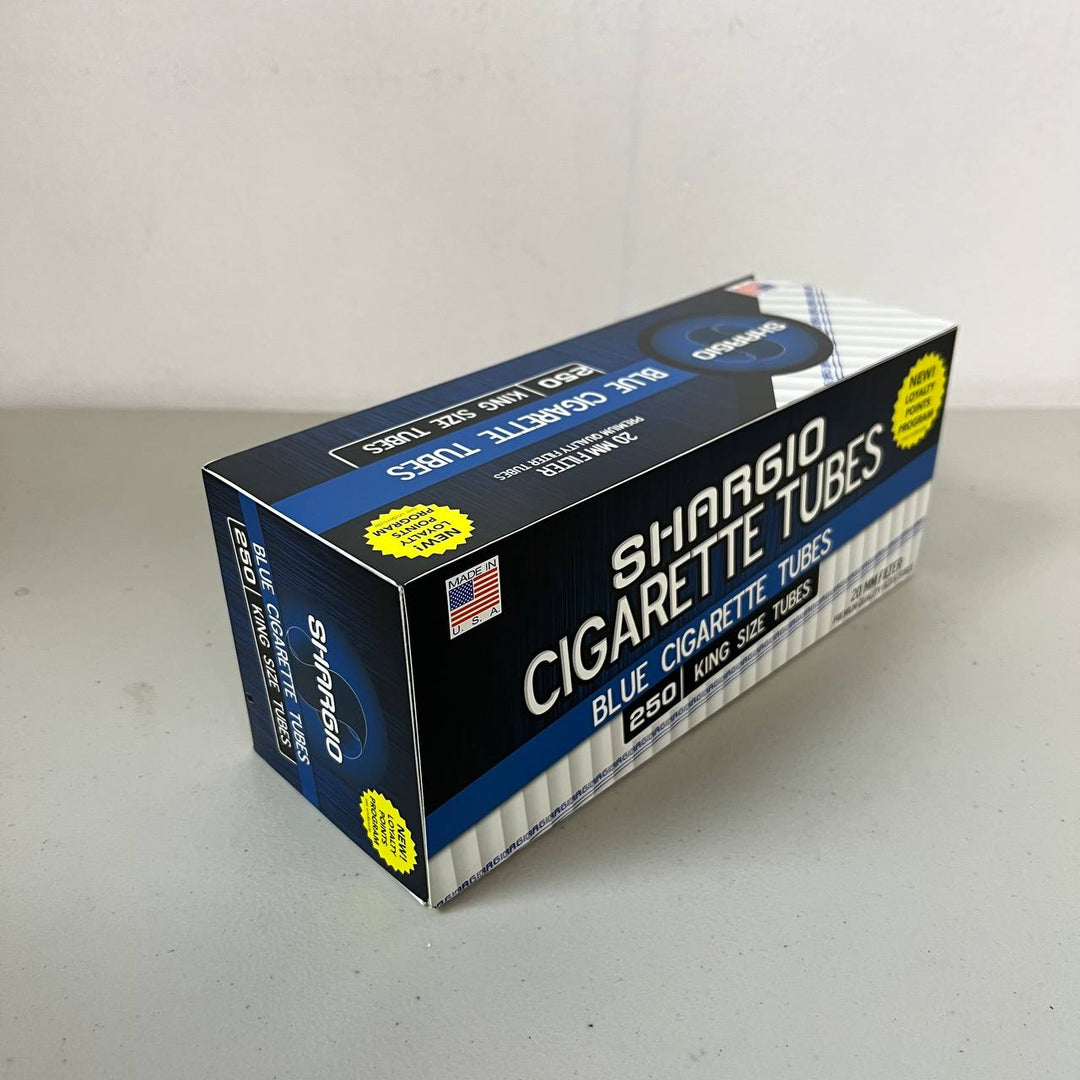 SHARGIO
250 KING SIZE TUBES
BLUE CIGARETTE TUBES
20 MM FILTER
PREMIUM QUALITY FILTER TUBES
NEW!
LOYALTY
POINTS
PROGRAM
MADE IN
U. S. A.
SHARGIO
CIGARETTE TUBES
BLUE CIGARETTE TUBES
250 KING SIZE TUBES
NEW!
LOYALTY
POINTS
PROGRAM
20 MM FILTER
SHARGIO
BLUE CIGARETTE TUBES
250 KING SIZE TUBES
NEW!
LOYALTY
POINTS
PROGRAM